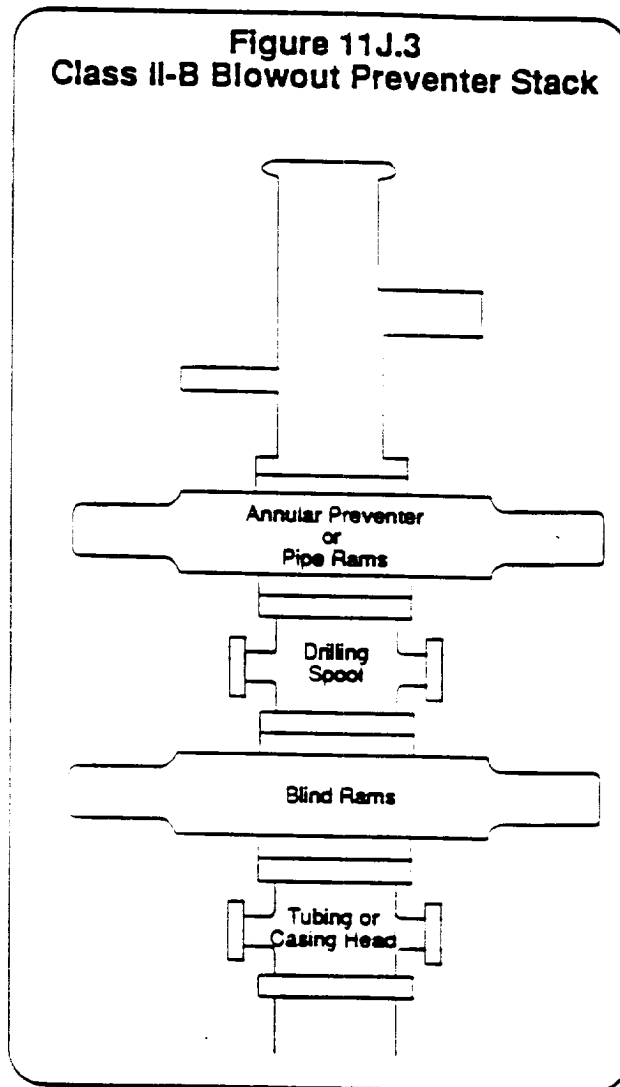 Figure 11J.3
Class II-B Blowout Preventer Stack
Annular Preventer
or
Pipe Rams
Drilling
Spool
Blind Rams
Tubing or
Casing Head